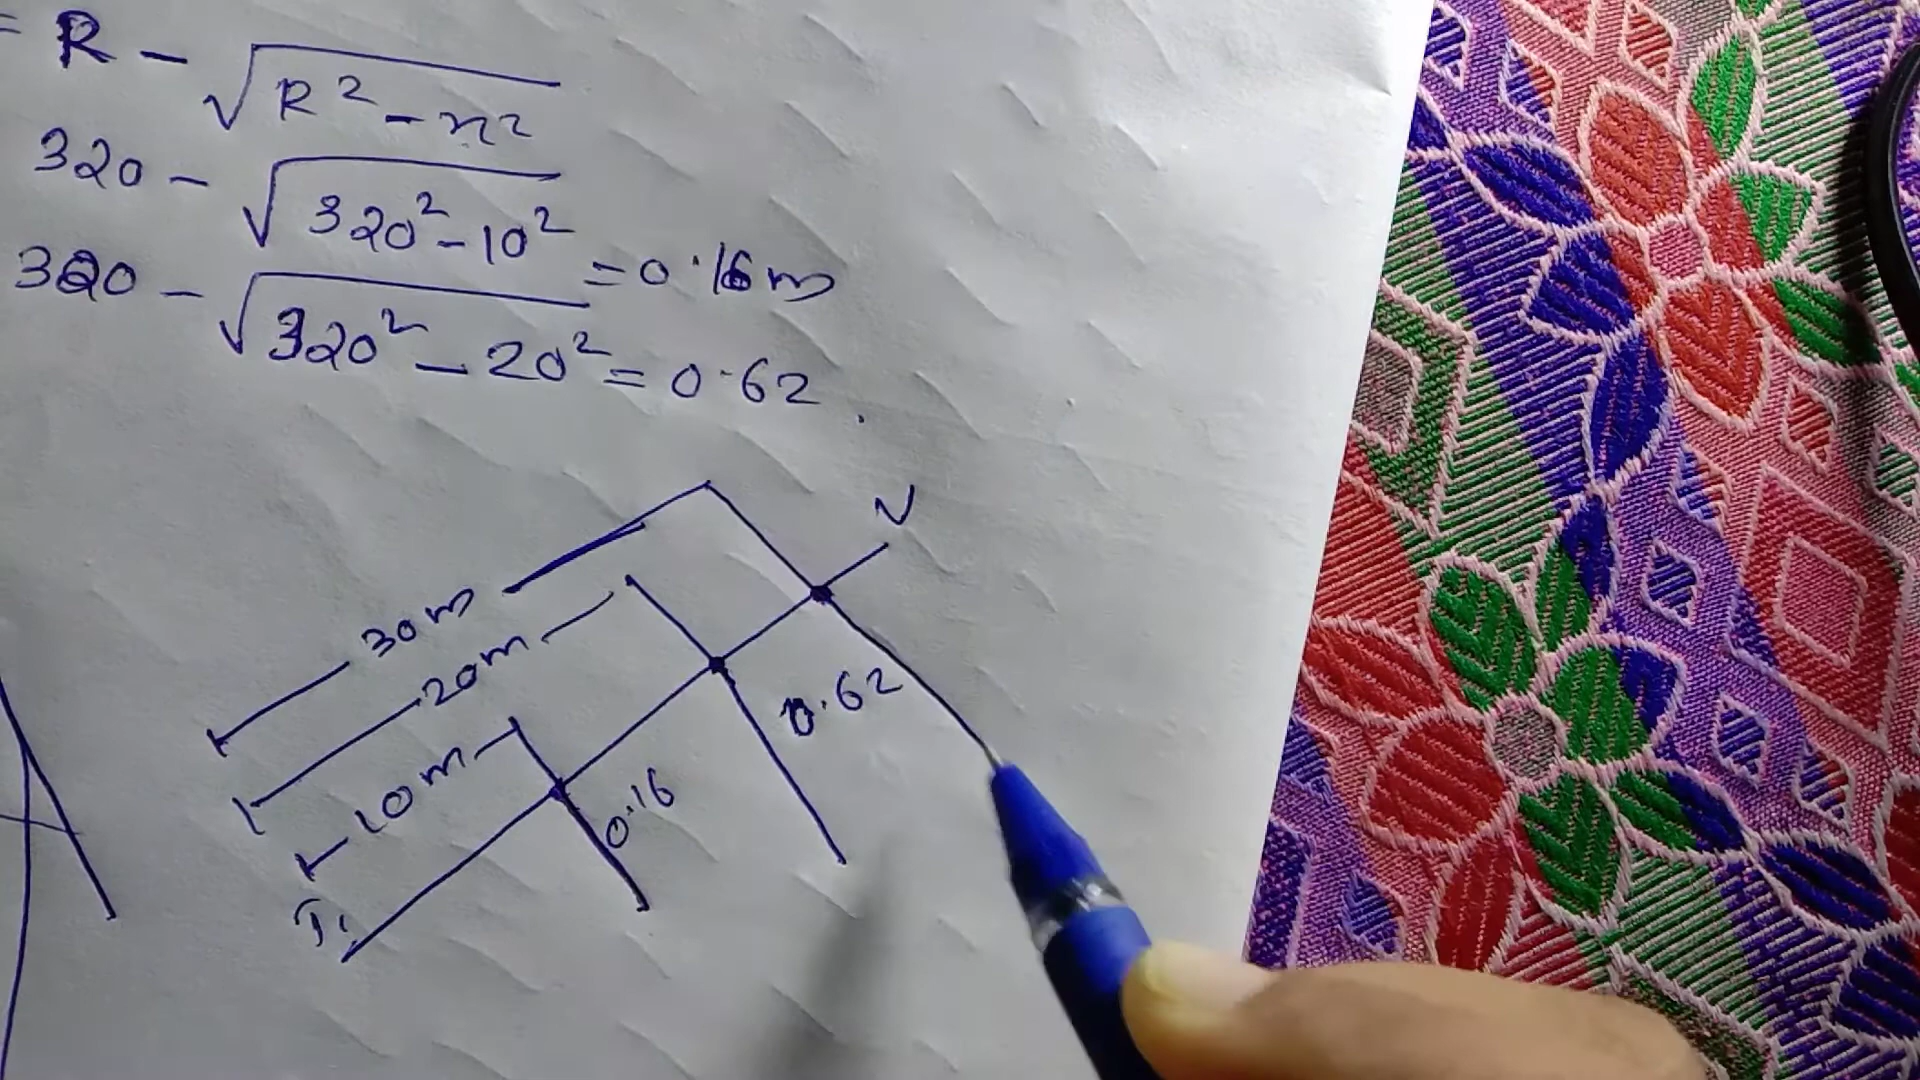 = R - √R² - x²
320 - √320² - 10² = 0.16m
320 - √320² - 20² = 0.62
V
30m
20m
0.62
10m
0.16
T₁